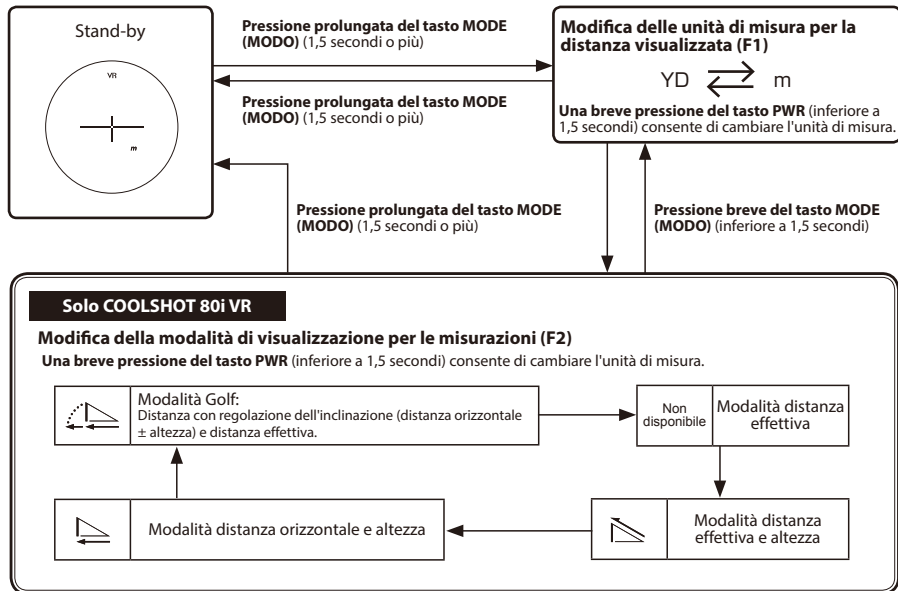 Stand-by
VR
m
Pressione prolungata del tasto MODE
(MODO) (1,5 secondi o più)
Pressione prolungata del tasto MODE
(MODO) (1,5 secondi o più)
Modifica delle unità di misura per la
distanza visualizzata (F1)
YD m
Una breve pressione del tasto PWR (inferiore a
1,5 secondi) consente di cambiare l'unità di misura.
Pressione prolungata del tasto MODE
(MODO) (1,5 secondi o più)
Pressione breve del tasto MODE
(MODO) (inferiore a 1,5 secondi)
Solo COOLSHOT 80i VR
Modifica della modalità di visualizzazione per le misurazioni (F2)
Una breve pressione del tasto PWR (inferiore a 1,5 secondi) consente di cambiare l'unità di misura.
Modalità Golf:
Distanza con regolazione dell'inclinazione (distanza orizzontale
± altezza) e distanza effettiva.
Non
disponibile
Modalità distanza
effettiva
Modalità distanza orizzontale e altezza
Modalità distanza
effettiva e altezza